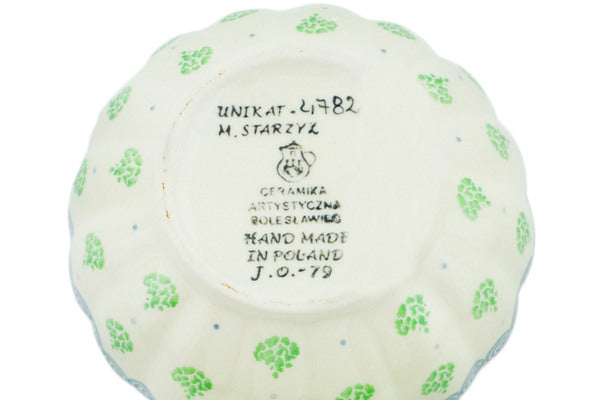 UNIKAT-4782
M. STARZYK
CERAMIKA
ARTYSTYCZNA
BOLESŁAWIEC
HAND MADE
IN POLAND
J.O.-79